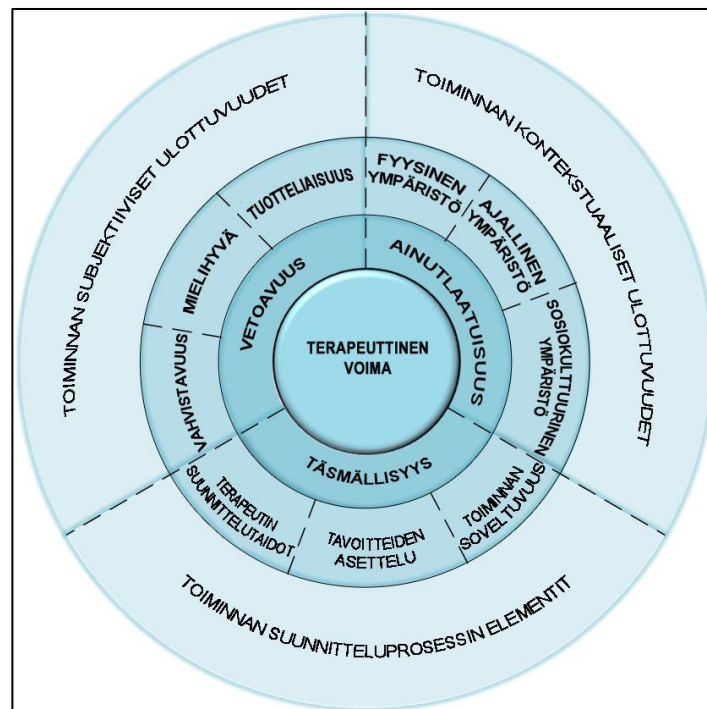 TOIMINNAN SUBJEKTIIVISET ULOTTUVUUDET
TOIMINNAN KONTEKSTUAALISET ULOTTUVUUDET
TUOTTELIAISUUS
FYYSINEN
YMPÄRISTÖ
MIELIHYVÄ
AJALLINEN
YMPÄRISTÖ
VETOAVUUS
AINUTLAATUISUUS
TERAPEUTTINEN
VOIMA
VAHVISTAVUUS
SOSIOKULTTUURINEN
YMPÄRISTÖ
TÄSMÄLLISYYS
TERAPEUTIN
SUUNNITTELUTAIDOT
TAVOITTEIDEN
ASETTELU
TOIMINNAN
SOVELTUVUUS
TOIMINNAN SUUNNITTELUPROSESSIN ELEMENTIT